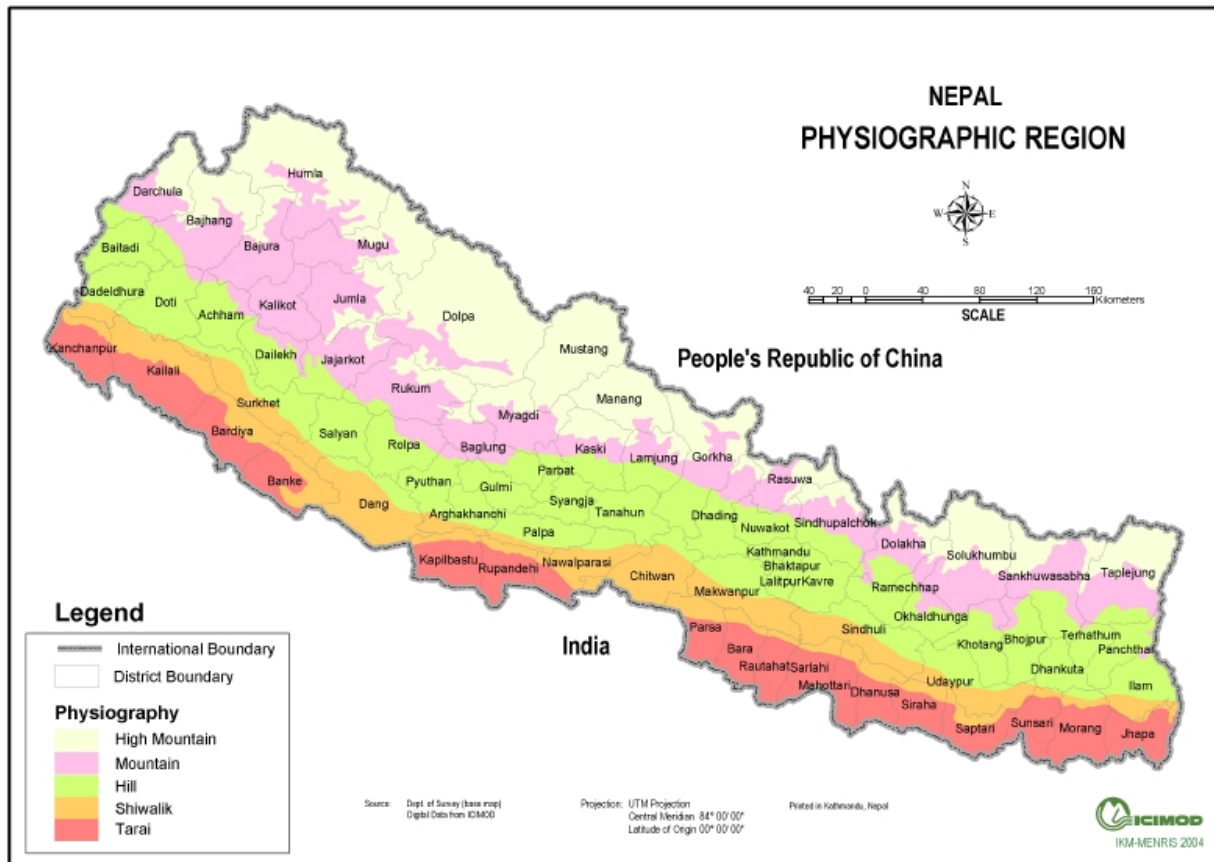 NEPAL
PHYSIOGRAPHIC REGION
N
W E
S
40 20 0 40 80 120 160
Kilometers
SCALE
People's Republic of China
India
Humla
Darchula
Bajhang
Bajura
Mugu
Baitadi
Dadeldhura
Doti
Achham
Kalikot
Jumla
Dolpa
Mustang
Kanchanpur
Kailali
Dailekh
Jajarkot
Rukum
Manang
Surkhet
Myagdi
Bardiya
Salyan
Rolpa
Baglung
Kaski
Lamjung
Gorkha
Banke
Dang
Pyuthan
Gulmi
Parbat
Syangja
Tanahun
Rasuwa
Arghakhanchi
Palpa
Dhading
Nuwakot
Sindhupalchok
Dolakha
Solukhumbu
Sankhuwasabha
Taplejung
Kapilbastu
Rupandehi
Nawalparasi
Chitwan
Kathmandu
Bhaktapur
Lalitpur
Kavre
Makwanpur
Ramechhap
Okhaldhunga
Khotang
Bhojpur
Terhathum
Panchthar
Parsa
Bara
Rautahat
Sarlahi
Mahottari
Dhanusa
Siraha
Sindhuli
Udaypur
Dhankuta
Ilam
Saptari
Sunsari
Morang
Jhapa
Legend
International Boundary
District Boundary
Physiography
High Mountain
Mountain
Hill
Shiwalik
Tarai
Source: Dept. of Survey (base map)
Digital Data from ICIMOD
Projection: UTM Projection
Central Meridian 84° 00' 00"
Latitude of Origin 00° 00' 00"
Printed in Kathmandu, Nepal
ICIMOD
IKM-MENRIS 2004